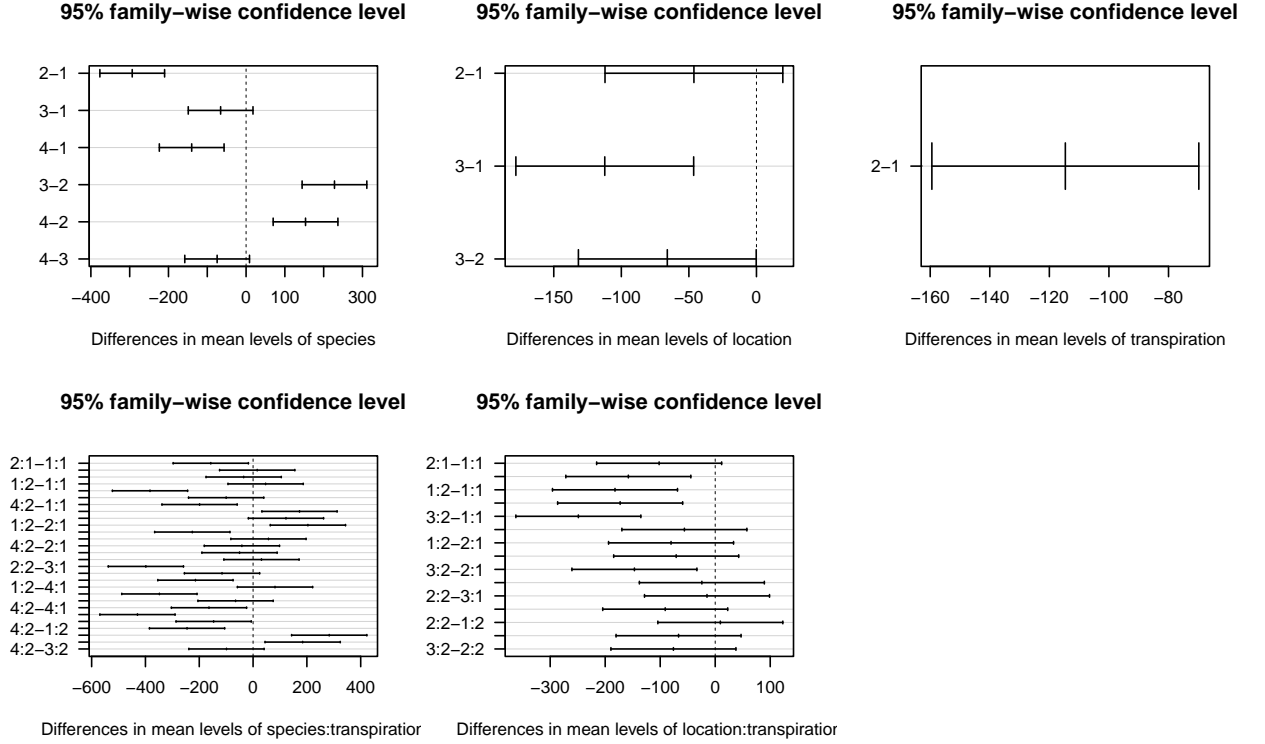 95% family−wise confidence level
2−1
3−1
4−1
3−2
4−2
4−3
−400 −200 0 100 300
Differences in mean levels of species
95% family−wise confidence level
2−1
3−1
3−2
−150 −100 −50 0
Differences in mean levels of location
95% family−wise confidence level
2−1
−160 −140 −120 −100 −80
Differences in mean levels of transpiration
95% family−wise confidence level
2:1−1:1
1:2−1:1
4:2−1:1
1:2−2:1
4:2−2:1
2:2−3:1
1:2−4:1
4:2−4:1
4:2−1:2
4:2−3:2
−600 −400 −200 0 200 400
Differences in mean levels of species:transpiration
95% family−wise confidence level
2:1−1:1
1:2−1:1
3:2−1:1
1:2−2:1
3:2−2:1
2:2−3:1
2:2−1:2
3:2−2:2
−300 −200 −100 0 100
Differences in mean levels of location:transpiration